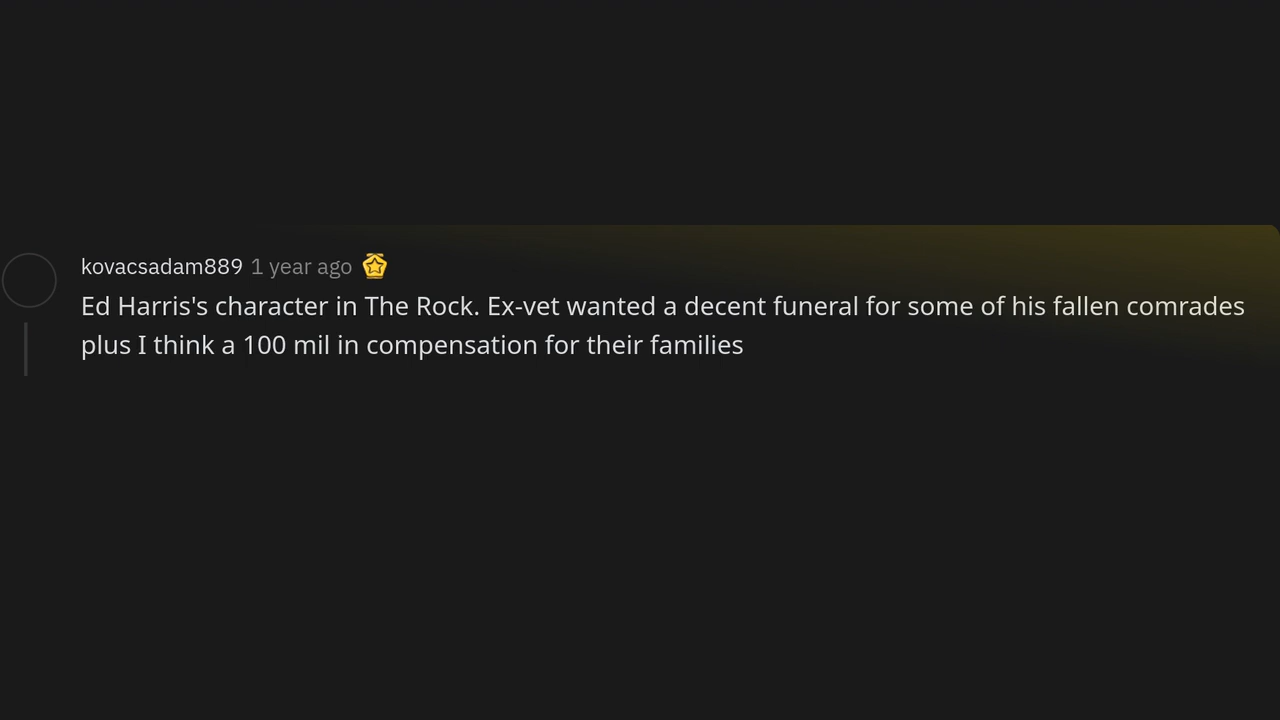 kovacsadam889 1 year ago
Ed Harris's character in The Rock. Ex-vet wanted a decent funeral for some of his fallen comrades
plus I think a 100 mil in compensation for their families